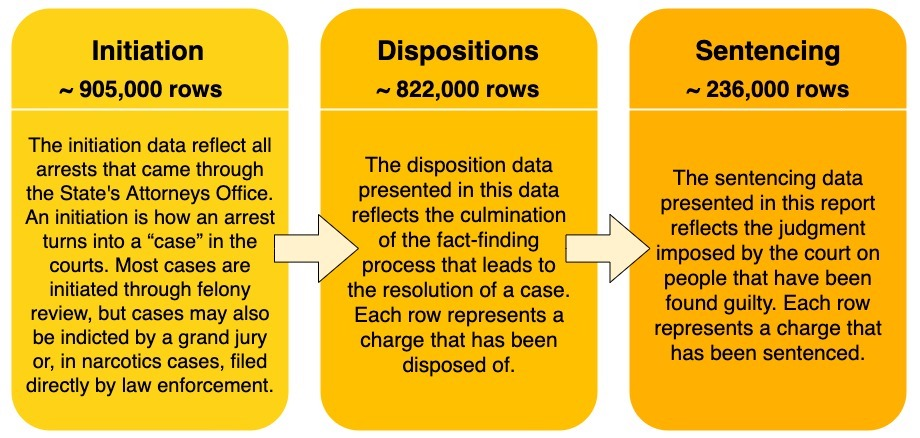 Initiation
~ 905,000 rows
The initiation data reflect all
arrests that came through
the State's Attorneys Office.
An initiation is how an arrest
turns into a “case” in the
courts. Most cases are
initiated through felony
review, but cases may also
be indicted by a grand jury
or, in narcotics cases, filed
directly by law enforcement.
Dispositions
~ 822,000 rows
The disposition data
presented in this data
reflects the culmination
of the fact-finding
process that leads to
the resolution of a case.
Each row represents a
charge that has been
disposed of.
Sentencing
~ 236,000 rows
The sentencing data
presented in this report
reflects the judgment
imposed by the court on
people that have been
found guilty. Each row
represents a charge that
has been sentenced.